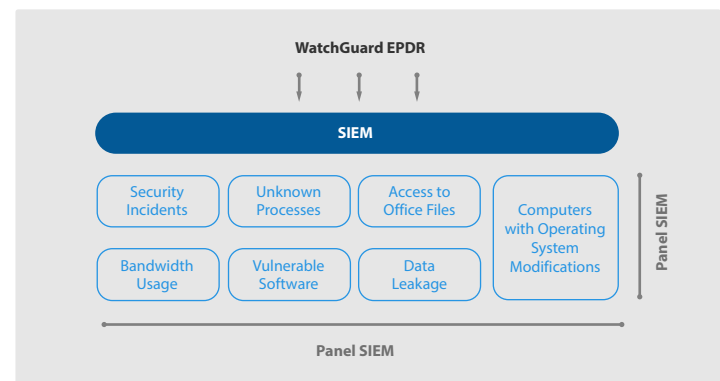 WatchGuard EPDR
SIEM
Security
Incidents
Unknown
Processes
Access to
Office Files
Computers
with Operating
System
Modifications
Bandwidth
Usage
Vulnerable
Software
Data
Leakage
Panel SIEM
Panel SIEM